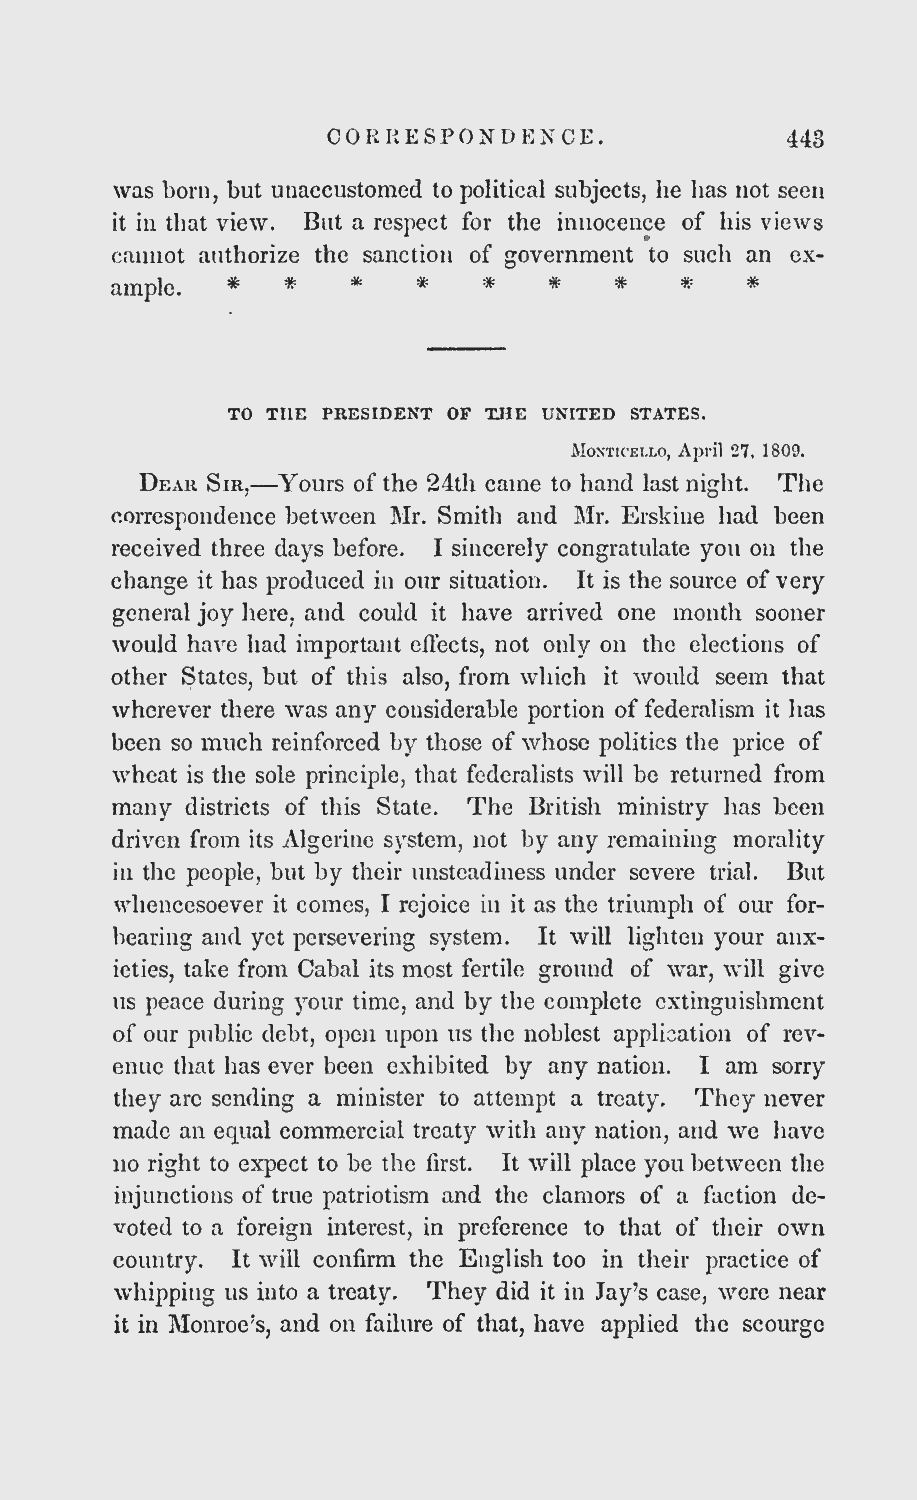 CORRESPONDENCE. 443
was born, but unaccustomed to political subjects, he has not seen
it in that view. But a respect for the innocence of his views
cannot authorize the sanction of government to such an ex-
ample. * * * * * * * * *
TO THE PRESIDENT OF THE UNITED STATES.
MONTICELLO, April 27, 1809.
DEAR SIR,—Yours of the 24th came to hand last night. The
correspondence between Mr. Smith and Mr. Erskine had been
received three days before. I sincerely congratulate you on the
change it has produced in our situation. It is the source of very
general joy here, and could it have arrived one month sooner
would have had important effects, not only on the elections of
other States, but of this also, from which it would seem that
wherever there was any considerable portion of federalism it has
been so much reinforced by those of whose politics the price of
wheat is the sole principle, that federalists will be returned from
many districts of this State. The British ministry has been
driven from its Algerine system, not by any remaining morality
in the people, but by their unsteadiness under severe trial. But
whencesoever it comes, I rejoice in it as the triumph of our for-
bearing and yet persevering system. It will lighten your anx-
ieties, take from Cabal its most fertile ground of war, will give
us peace during your time, and by the complete extinguishment
of our public debt, open upon us the noblest application of rev-
enue that has ever been exhibited by any nation. I am sorry
they are sending a minister to attempt a treaty. They never
made an equal commercial treaty with any nation, and we have
no right to expect to be the first. It will place you between the
injunctions of true patriotism and the clamors of a faction de-
voted to a foreign interest, in preference to that of their own
country. It will confirm the English too in their practice of
whipping us into a treaty. They did it in Jay's case, were near
it in Monroe's, and on failure of that, have applied the scourge